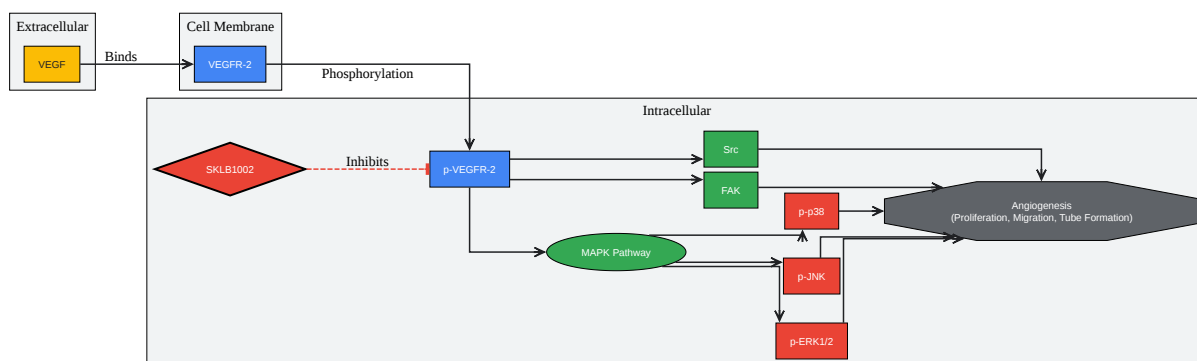 Extracellular
Cell Membrane
VEGF
Binds
VEGFR-2
Phosphorylation
Intracellular
SKLB1002
Inhibits
p-VEGFR-2
Src
FAK
p-p38
Angiogenesis
(Proliferation, Migration, Tube Formation)
MAPK Pathway
p-JNK
p-ERK1/2